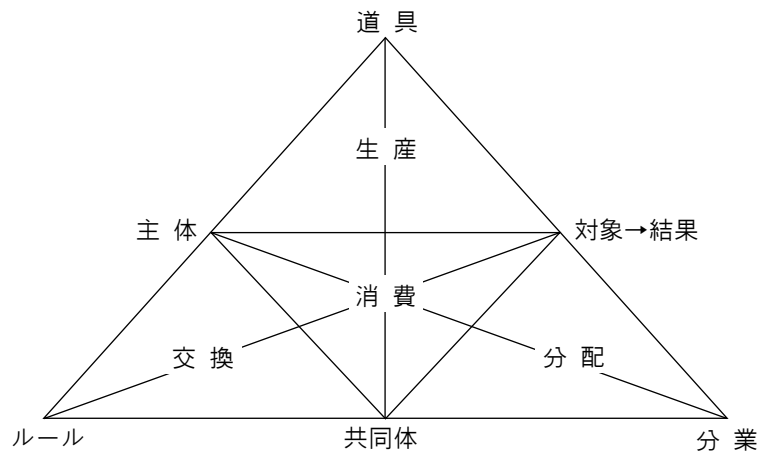 道具
生産
主体
対象→結果
消費
交換
分配
ルール
共同体
分業